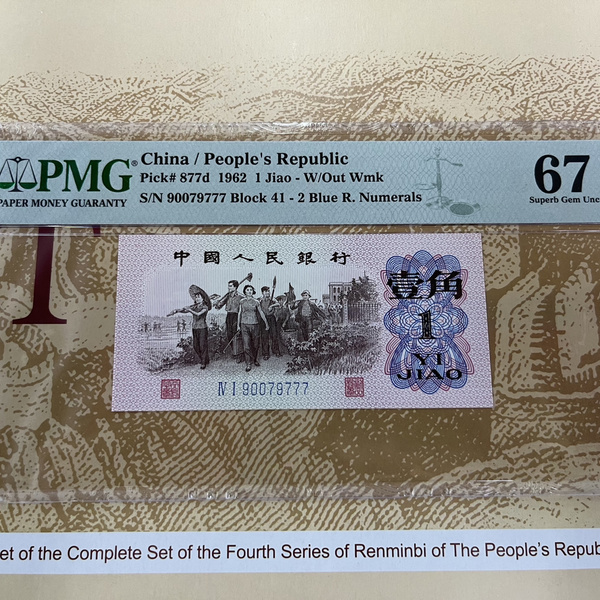 PMG®
PAPER MONEY GUARANTY
China / People's Republic
Pick# 877d 1962 1 Jiao - W/Out Wmk
S/N 90079777 Block 41 - 2 Blue R. Numerals
67
Superb Gem Unc
T
中國人民銀行
壹角
1
YI
JIAO
IV I 90079777
et of the Complete Set of the Fourth Series of Renminbi of The People's Repub